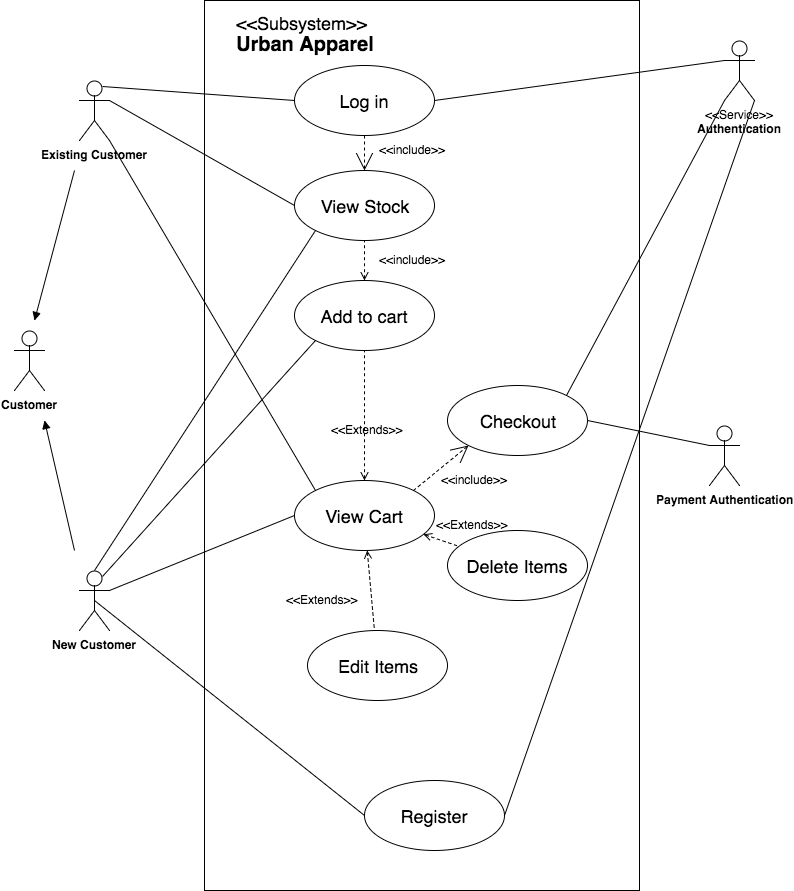 <<Subsystem>>
Urban Apparel
Log in
<<Service>>
Authentication
Existing Customer
<<include>>
View Stock
<<include>>
Add to cart
Customer
Checkout
<<Extends>>
<<include>>
Payment Authentication
View Cart
<<Extends>>
Delete Items
<<Extends>>
New Customer
Edit Items
Register